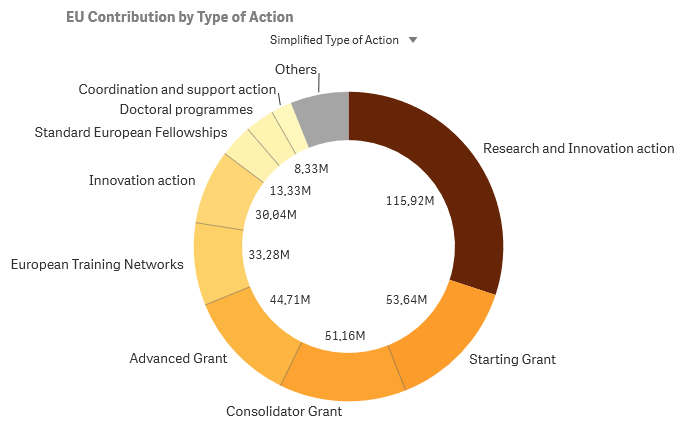 EU Contribution by Type of Action
Simplified Type of Action
Others
Coordination and support action
Doctoral programmes
Standard European Fellowships
Innovation action
European Training Networks
Advanced Grant
Consolidator Grant
Starting Grant
Research and Innovation action
8,33M
13,33M
30,04M
33,28M
44,71M
51,16M
53,64M
115,92M